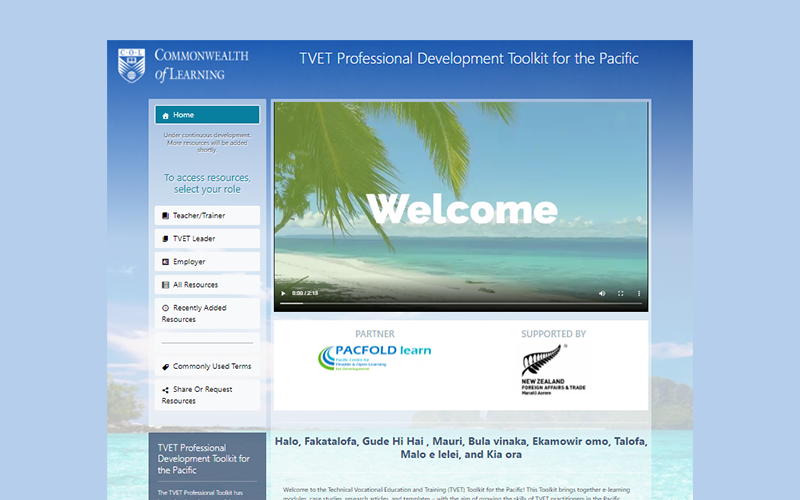 C O L
COMMONWEALTH
of LEARNING
TVET Professional Development Toolkit for the Pacific
Home
Under continuous development.
More resources will be added
shortly.
To access resources,
select your role
Teacher/Trainer
TVET Leader
Employer
All Resources
Recently Added
Resources
Commonly Used Terms
Share Or Request
Resources
TVET Professional
Development Toolkit for
the Pacific
The TVET Professional Toolkit has
Welcome
0:00 / 2:13
PARTNER
PACFOLD learn
Pacific Centre for
Flexible & Open Learning
for Development
SUPPORTED BY
NEW ZEALAND
FOREIGN AFFAIRS & TRADE
Manatū Aorere
Halo, Fakatalofa, Gude Hi Hai , Mauri, Bula vinaka, Ekamowir omo, Talofa,
Malo e lelei, and Kia ora
Welcome to the Technical Vocational Education and Training (TVET) Toolkit for the Pacific! This Toolkit brings together e-learning
modules, case studies, research articles, and templates – with the aim of growing the skills of TVET practitioners in the Pacific